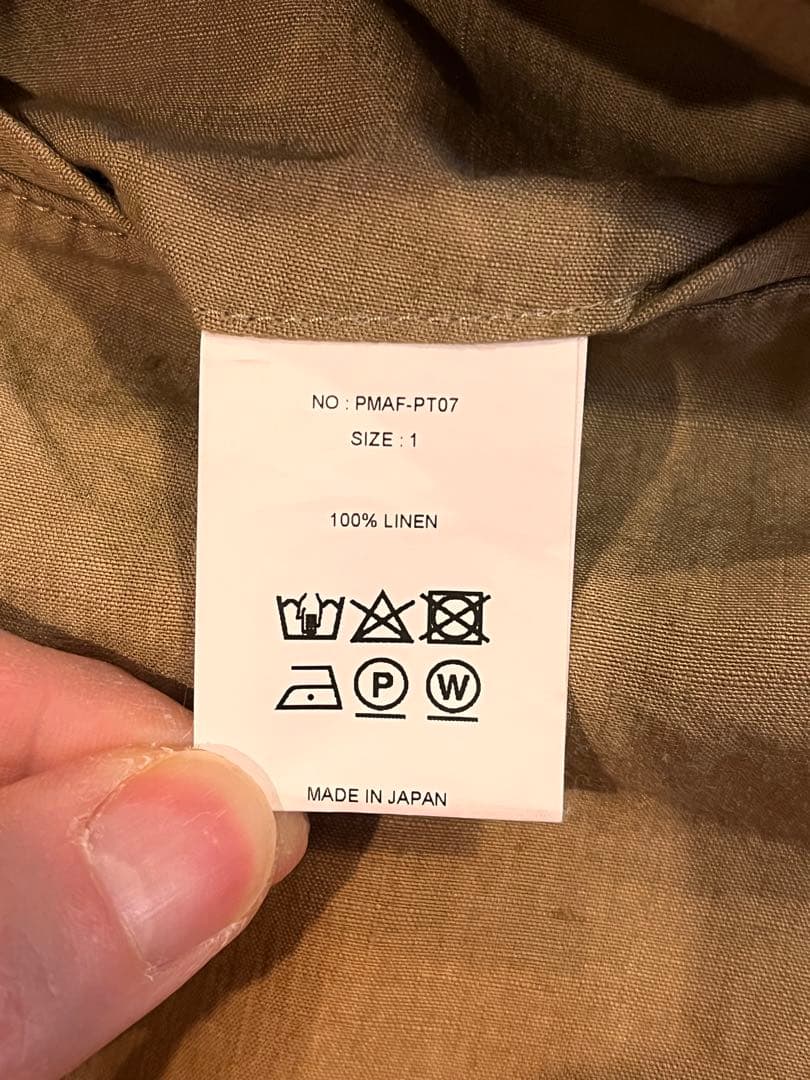 NO : PMAF-PT07
SIZE : 1
100% LINEN
P W
MADE IN JAPAN